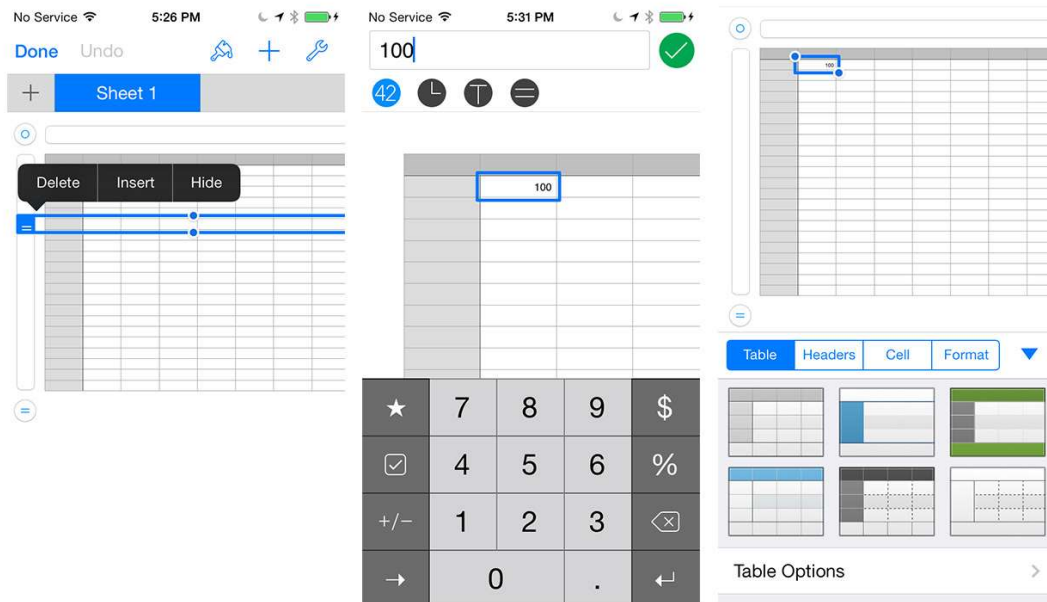 No Service 5:26 PM
Done Undo
+ Sheet 1
Delete Insert Hide
=
=
No Service 5:31 PM
100
42 T =
100
7 8 9 $
4 5 6 %
+/− 1 2 3
→ 0 .
100
=
Table Headers Cell Format
Table Options